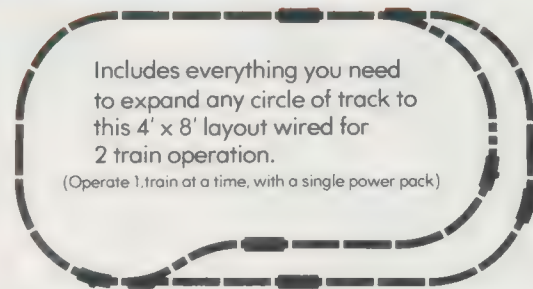 Includes everything you need
to expand any circle of track to
this 4' x 8' layout wired for
2 train operation.
(Operate 1.train at a time, with a single power pack)